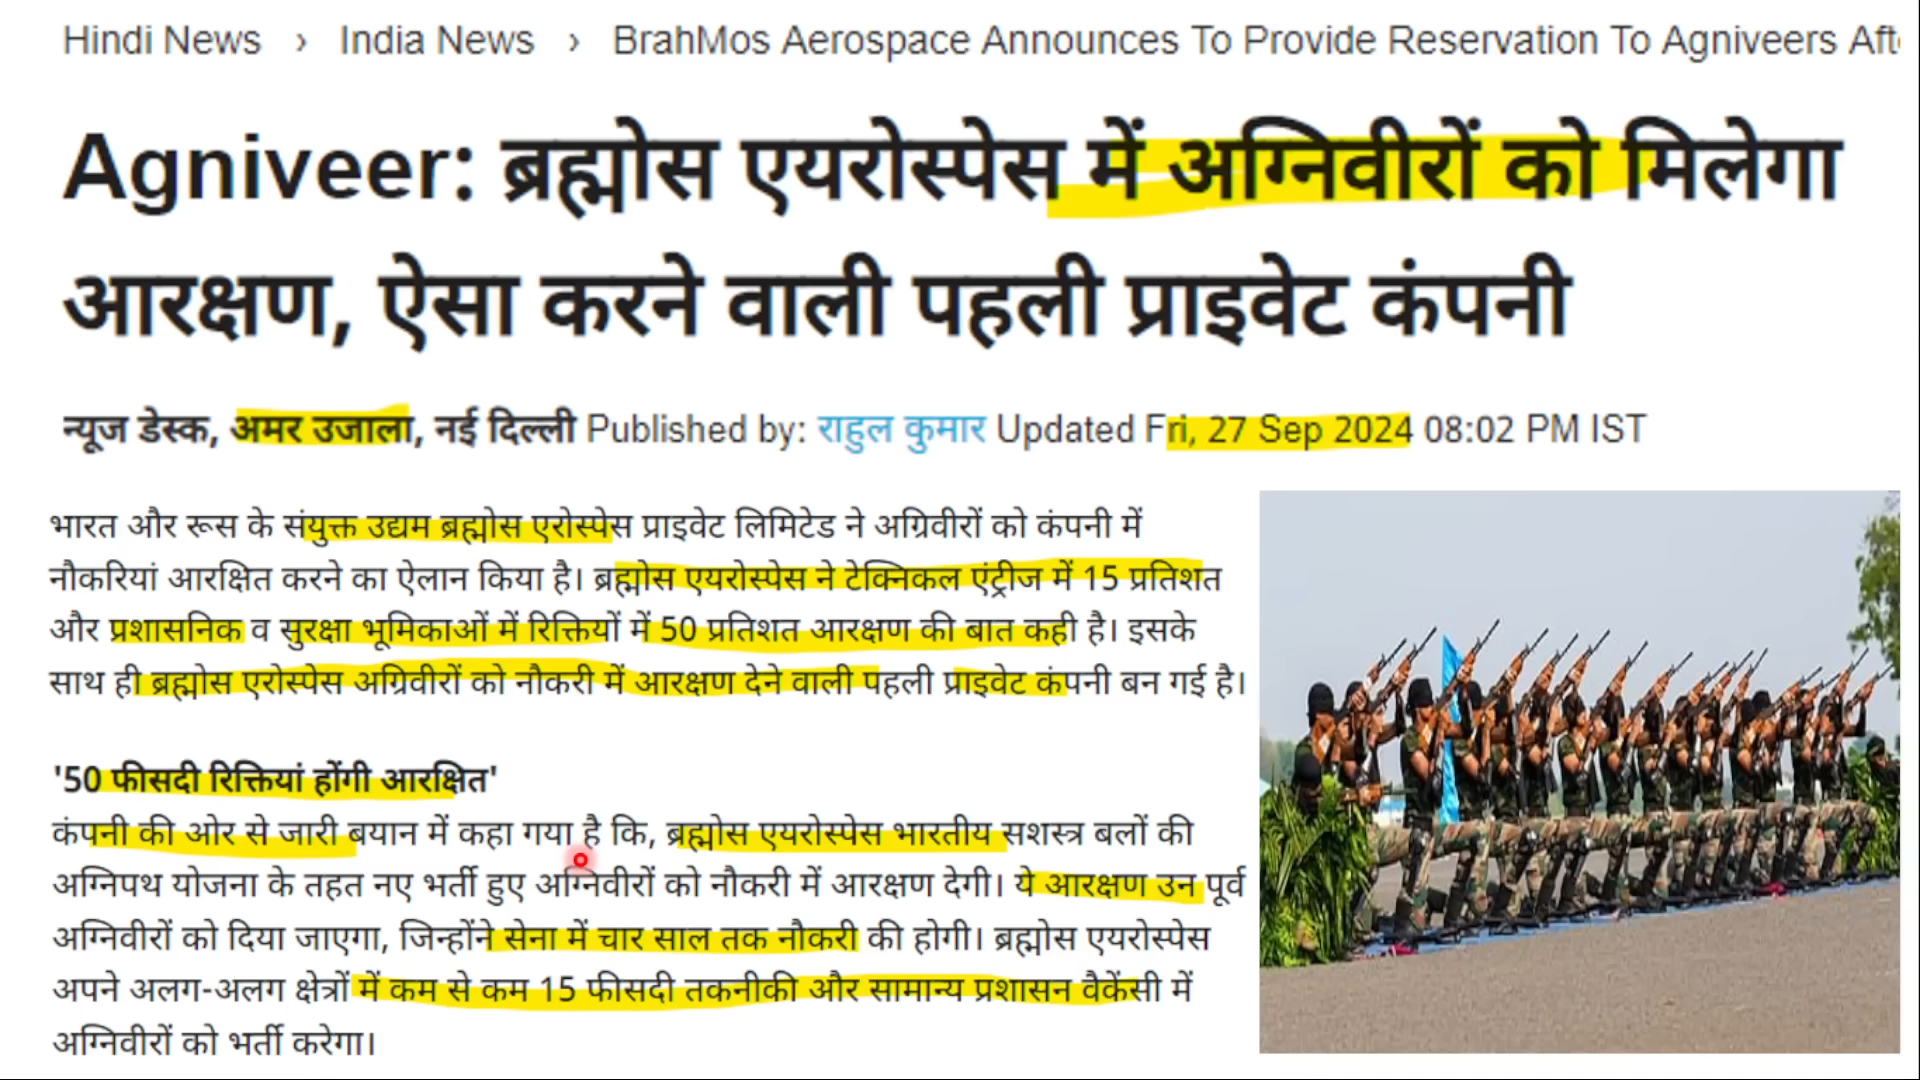 Hindi News › India News › BrahMos Aerospace Announces To Provide Reservation To Agniveers
Agniveer: ब्रह्मोस एयरोस्पेस में अग्निवीरों को मिलेगा
आरक्षण, ऐसा करने वाली पहली प्राइवेट कंपनी
न्यूज डेस्क, अमर उजाला, नई दिल्ली Published by: राहुल कुमार Updated Fri, 27 Sep 2024 08:02 PM IST
भारत और रूस के संयुक्त उद्यम ब्रह्मोस एरोस्पेस प्राइवेट लिमिटेड ने अग्रिवीरों को कंपनी में
नौकरियां आरक्षित करने का ऐलान किया है। ब्रह्मोस एयरोस्पेस ने टेक्निकल एंट्रीज में 15 प्रतिशत
और प्रशासनिक व सुरक्षा भूमिकाओं में रिक्तियों में 50 प्रतिशत आरक्षण की बात कही है। इसके
साथ ही ब्रह्मोस एरोस्पेस अग्रिवीरों को नौकरी में आरक्षण देने वाली पहली प्राइवेट कंपनी बन गई है।
'50 फीसदी रिक्तियां होंगी आरक्षित'
कंपनी की ओर से जारी बयान में कहा गया है कि, ब्रह्मोस एयरोस्पेस भारतीय सशस्त्र बलों की
अग्निपथ योजना के तहत नए भर्ती हुए अग्निवीरों को नौकरी में आरक्षण देगी। ये आरक्षण उन पूर्व
अग्निवीरों को दिया जाएगा, जिन्होंने सेना में चार साल तक नौकरी की होगी। ब्रह्मोस एयरोस्पेस
अपने अलग-अलग क्षेत्रों में कम से कम 15 फीसदी तकनीकी और सामान्य प्रशासन वैकेंसी में
अग्निवीरों को भर्ती करेगा।